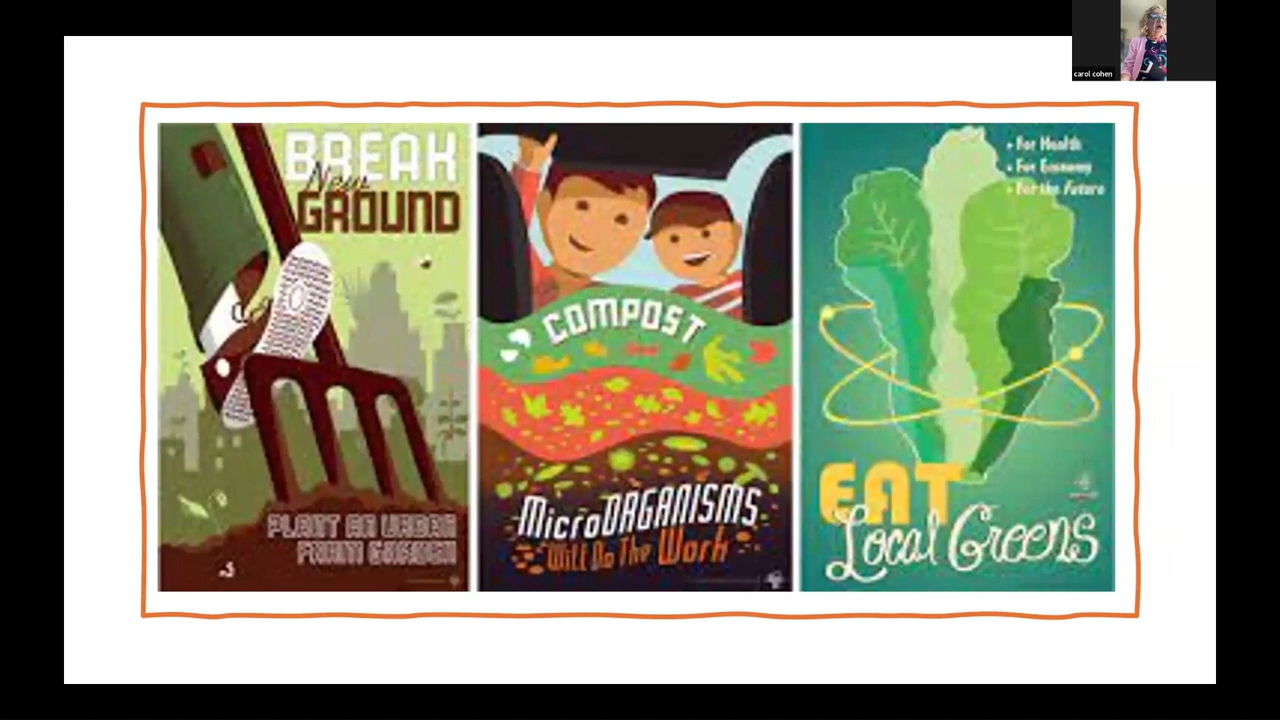 carol cohen
BREAK
New
GROUND
PLANT AN URBAN
FARM GARDEN
COMPOST
MicroORGANISMS
Will Do The Work
• For Health
• For Economy
• For the Future
EAT
Local Greens